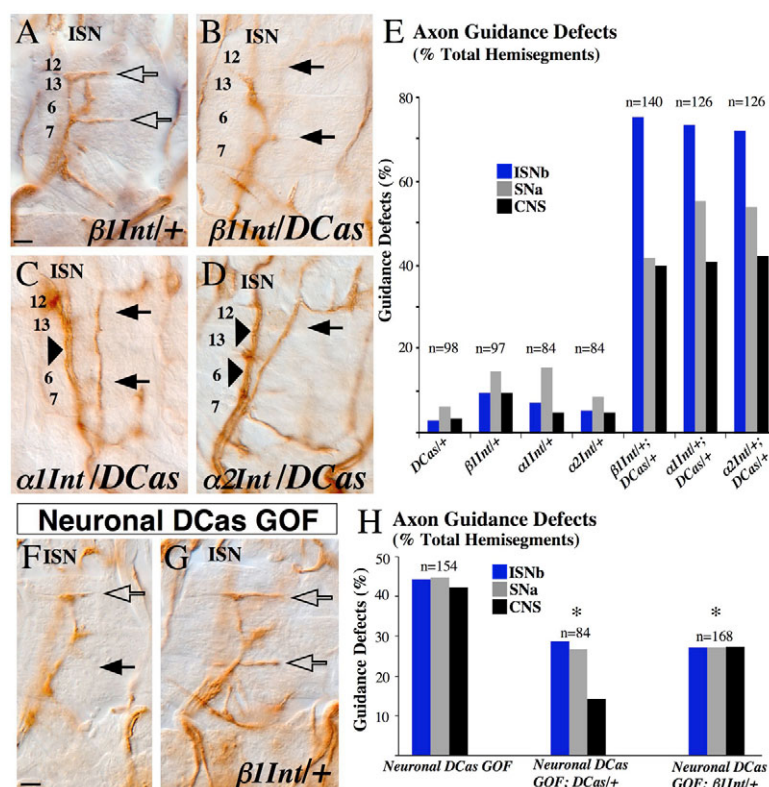 A ISN
12
13
6
7
β1Int/+
B ISN
12
13
6
7
β1Int/DCas
C ISN
12
13
6
7
α1Int/DCas
D ISN
12
13
6
7
α2Int/DCas
E Axon Guidance Defects
(% Total Hemisegments)
Guidance Defects (%)
80
60
40
20
ISNb
SNa
CNS
n=98
n=97
n=84
n=84
n=140
n=126
n=126
DCas/+
β1Int/+
α1Int/+
α2Int/+
β1Int/+;
DCas/+
α1Int/+;
DCas/+
α2Int/+;
DCas/+
Neuronal DCas GOF
F ISN
G ISN
β1Int/+
H Axon Guidance Defects
(% Total Hemisegments)
Guidance Defects (%)
50
40
30
20
10
0
ISNb
SNa
CNS
n=154
*
n=84
*
n=168
Neuronal DCas GOF
Neuronal DCas
GOF; DCas/+
Neuronal DCas
GOF; β1Int/+